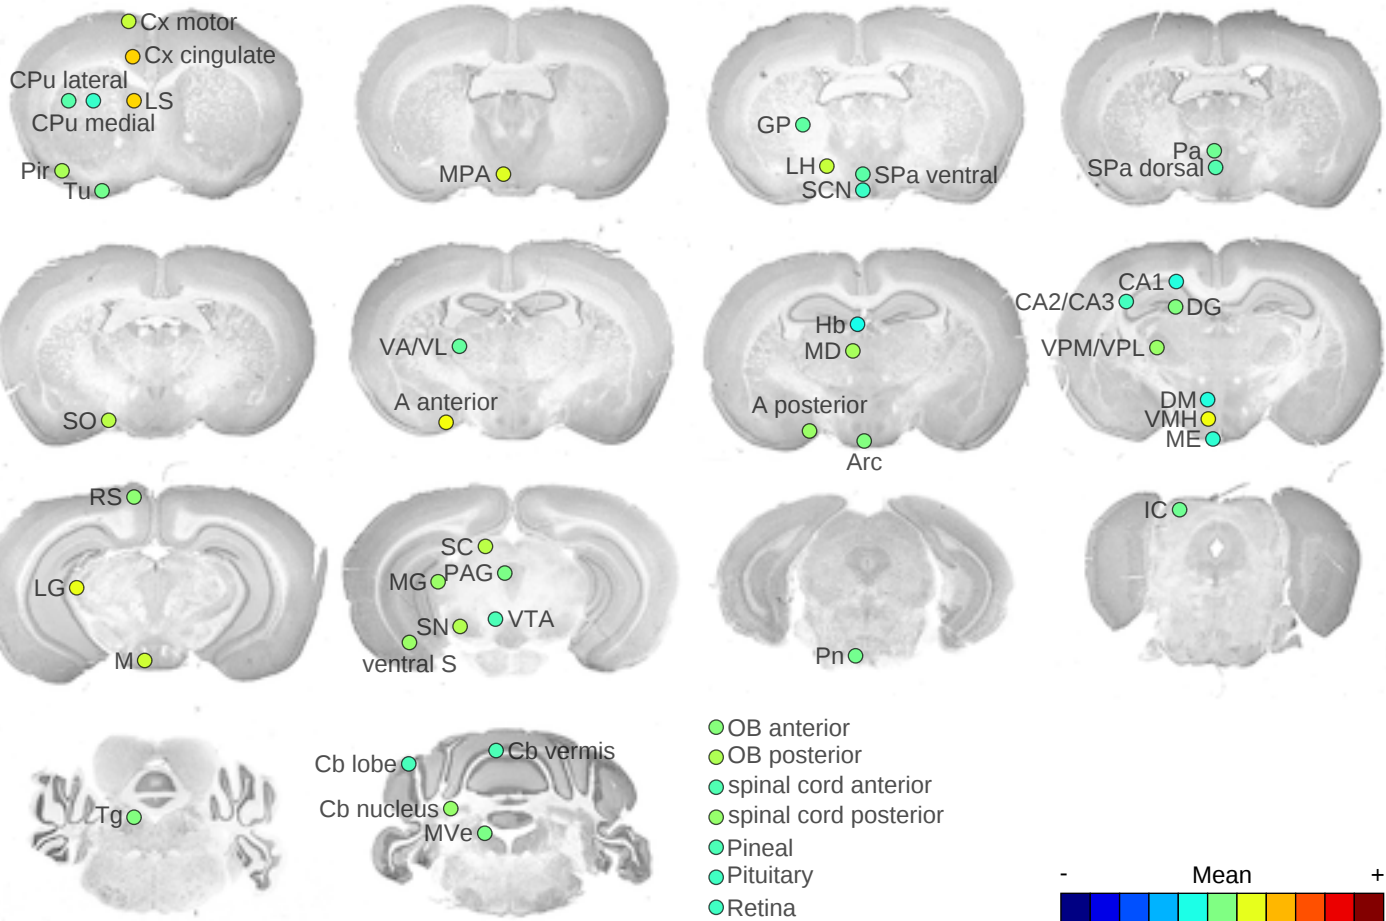 Cx motor
Cx cingulate
CPu lateral
LS
CPu medial
Pir
Tu
MPA
GP
LH
SPa ventral
SCN
Pa
SPa dorsal
SO
VA/VL
A anterior
Hb
MD
A posterior
Arc
CA1
CA2/CA3
DG
VPM/VPL
DM
VMH
ME
RS
LG
M
SC
MG
PAG
SN
VTA
ventral S
Pn
IC
Tg
Cb lobe
Cb vermis
Cb nucleus
MVe
OB anterior
OB posterior
spinal cord anterior
spinal cord posterior
Pineal
Pituitary
Retina
- Mean +